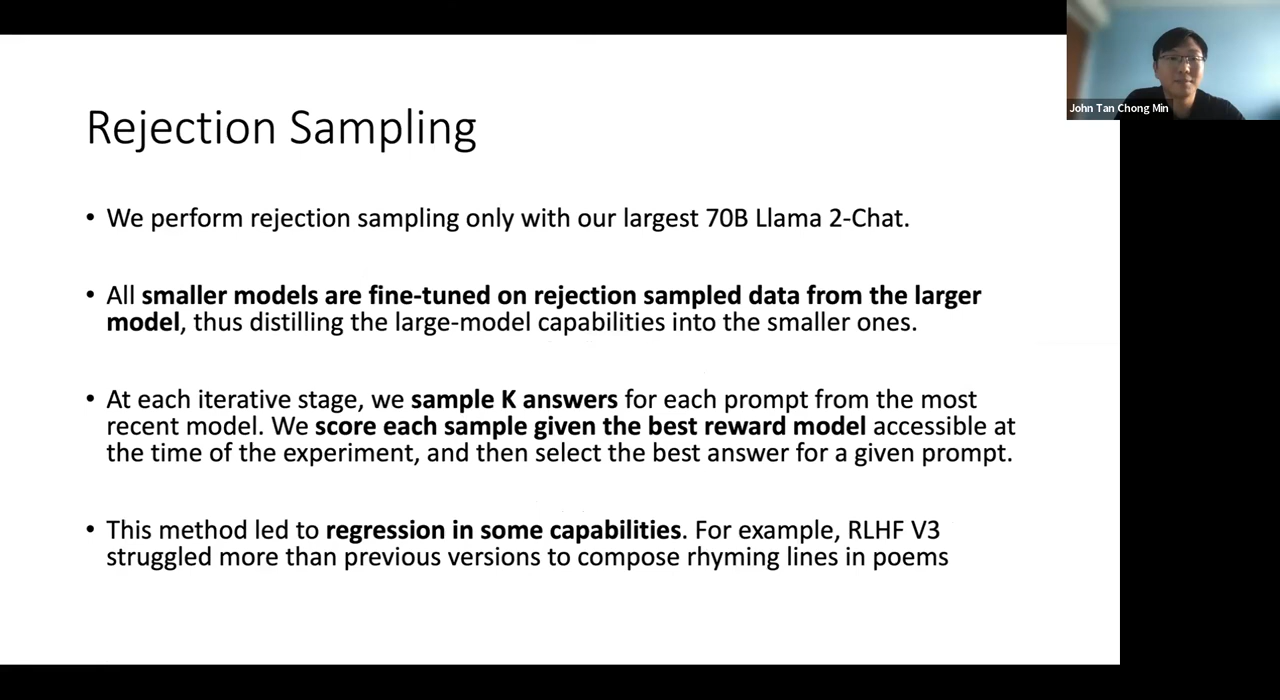 Rejection Sampling
• We perform rejection sampling only with our largest 70B Llama 2-Chat.
• All smaller models are fine-tuned on rejection sampled data from the larger
model, thus distilling the large-model capabilities into the smaller ones.
• At each iterative stage, we sample K answers for each prompt from the most
recent model. We score each sample given the best reward model accessible at
the time of the experiment, and then select the best answer for a given prompt.
• This method led to regression in some capabilities. For example, RLHF V3
struggled more than previous versions to compose rhyming lines in poems
John Tan Chong Min